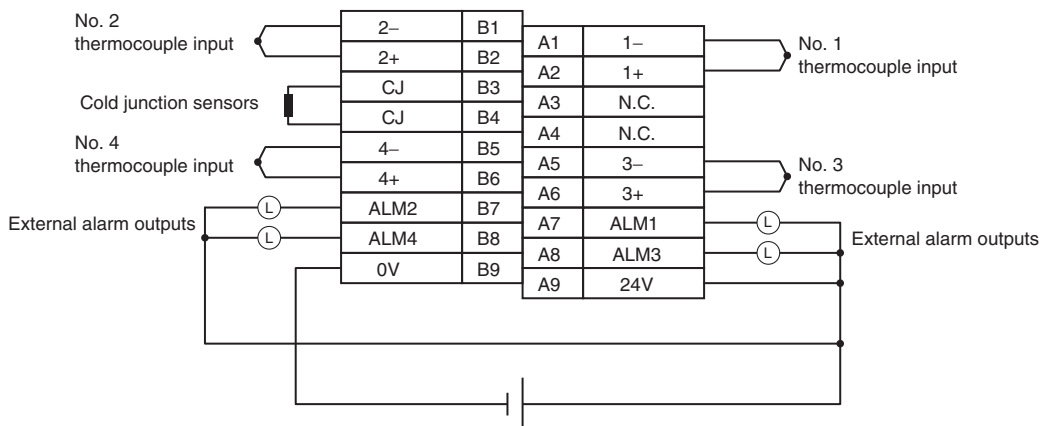 No. 2
thermocouple input
Cold junction sensors
No. 4
thermocouple input
L
L
External alarm outputs
2– B1
2+ B2
CJ B3
CJ B4
4– B5
4+ B6
ALM2 B7
ALM4 B8
0V B9
A1 1–
A2 1+
A3 N.C.
A4 N.C.
A5 3–
A6 3+
A7 ALM1
A8 ALM3
A9 24V
No. 1
thermocouple input
No. 3
thermocouple input
L
L
External alarm outputs